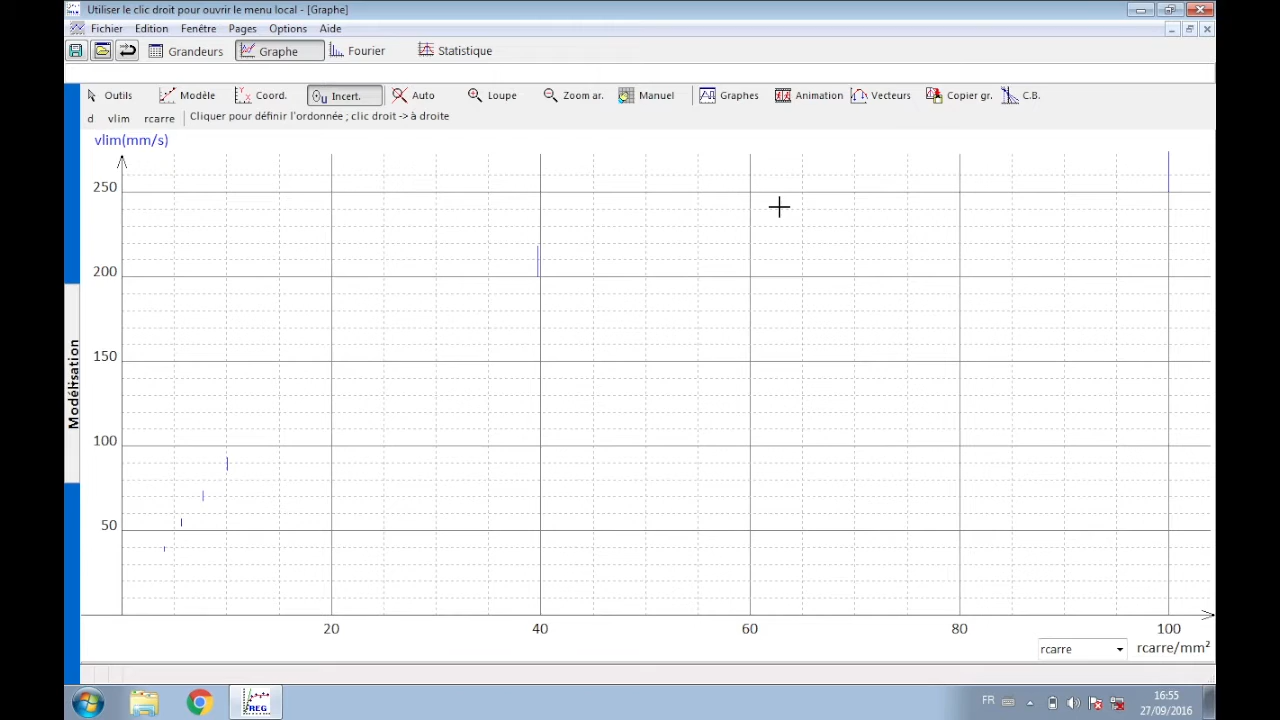 Utiliser le clic droit pour ouvrir le menu local - [Graphe]
Fichier Edition Fenêtre Pages Options Aide
Grandeurs Graphe Fourier Statistique
Outils Modèle Coord. Incert. Auto Loupe Zoom ar. Manuel Graphes Animation Vecteurs Copier gr. C.B.
d vlim rcarre Cliquer pour définir l'ordonnée ; clic droit -> à droite
vlim(mm/s)
250
200
150
100
50
Modélisation
20 40 60 80 100
rcarre rcarre/mm²
REG
FR 16:55
27/09/2016